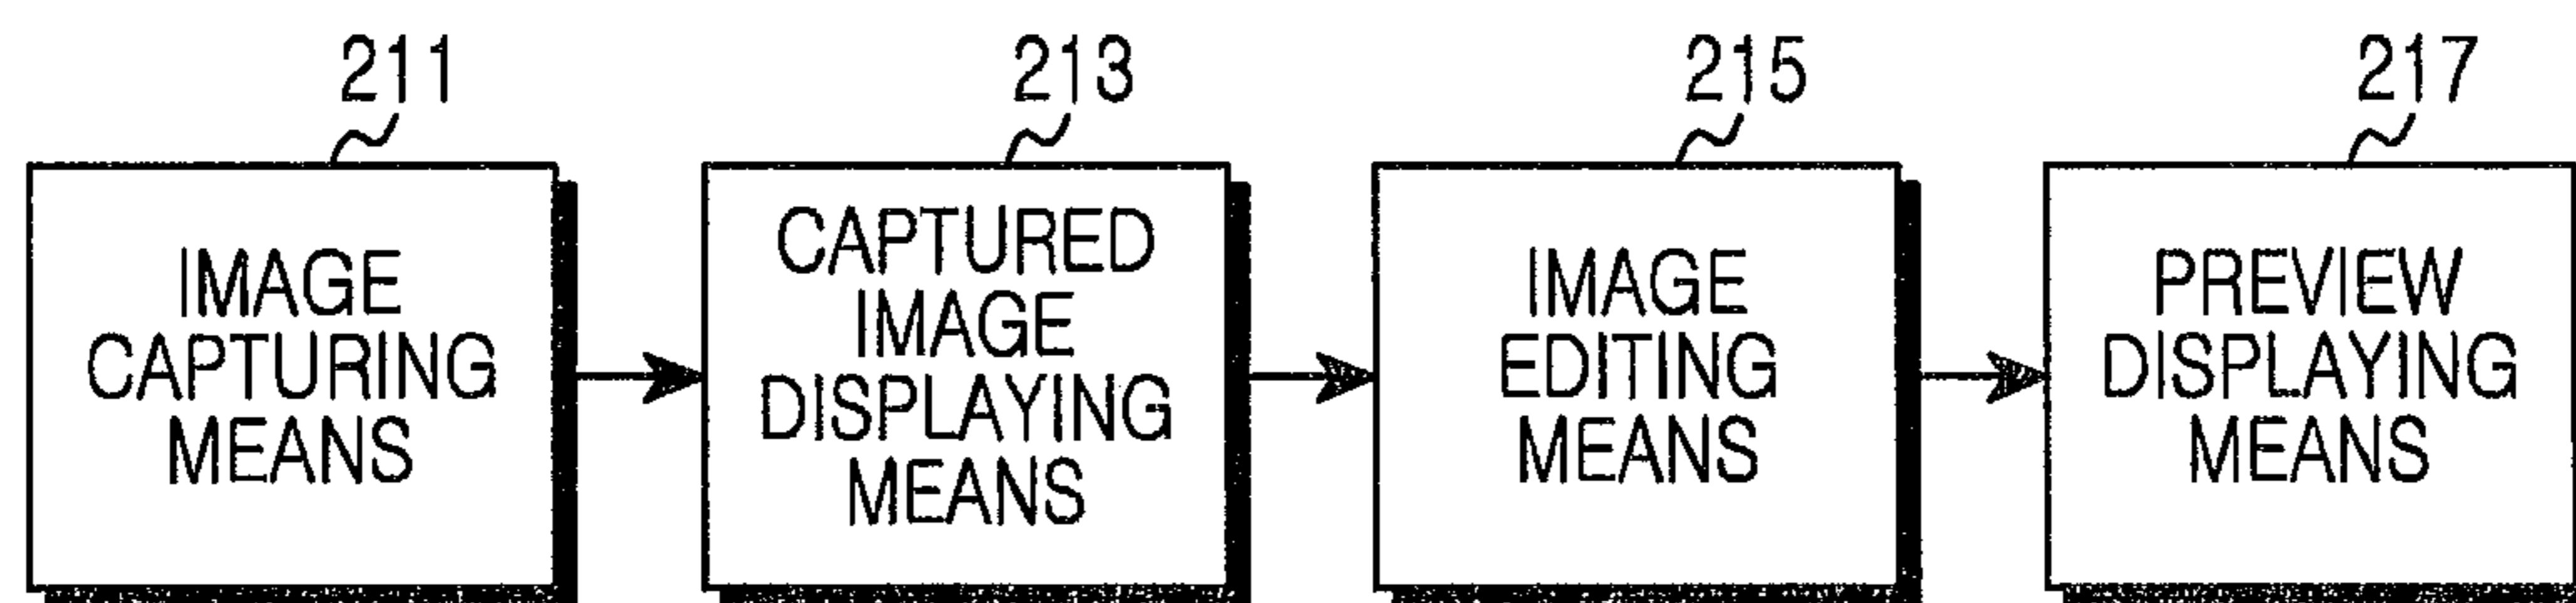 211
213
215
217
IMAGE
CAPTURING
MEANS
CAPTURED
IMAGE
DISPLAYING
MEANS
IMAGE
EDITING
MEANS
PREVIEW
DISPLAYING
MEANS